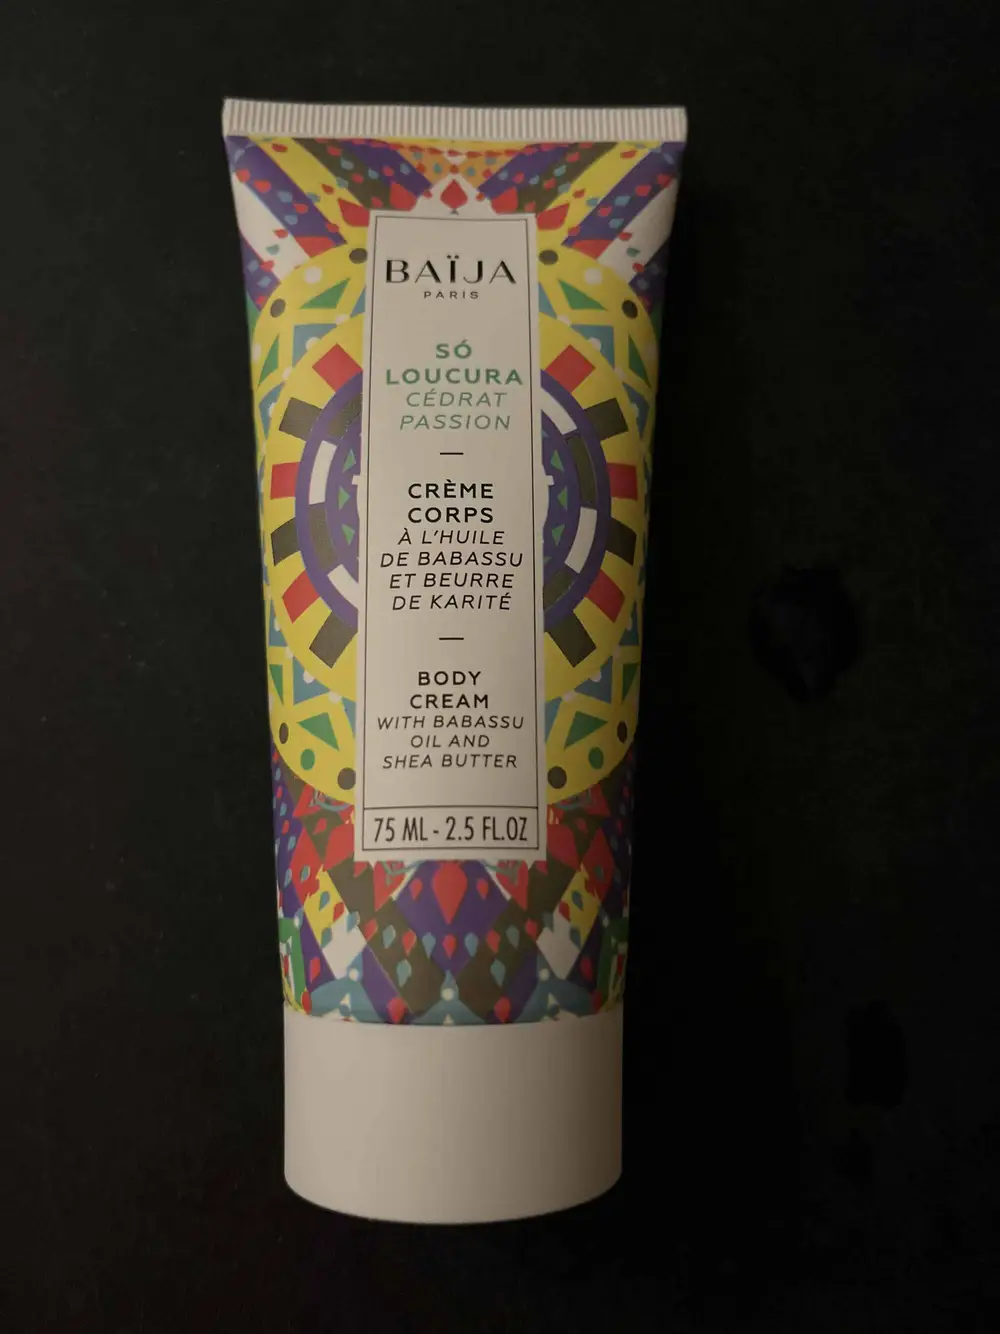 BAÏJA
PARIS
SÓ
LOUCURA
CÉDRAT
PASSION
—
CRÈME
CORPS
À L'HUILE
DE BABASSU
ET BEURRE
DE KARITÉ
—
BODY
CREAM
WITH BABASSU
OIL AND
SHEA BUTTER
75 ML - 2.5 FL.OZ